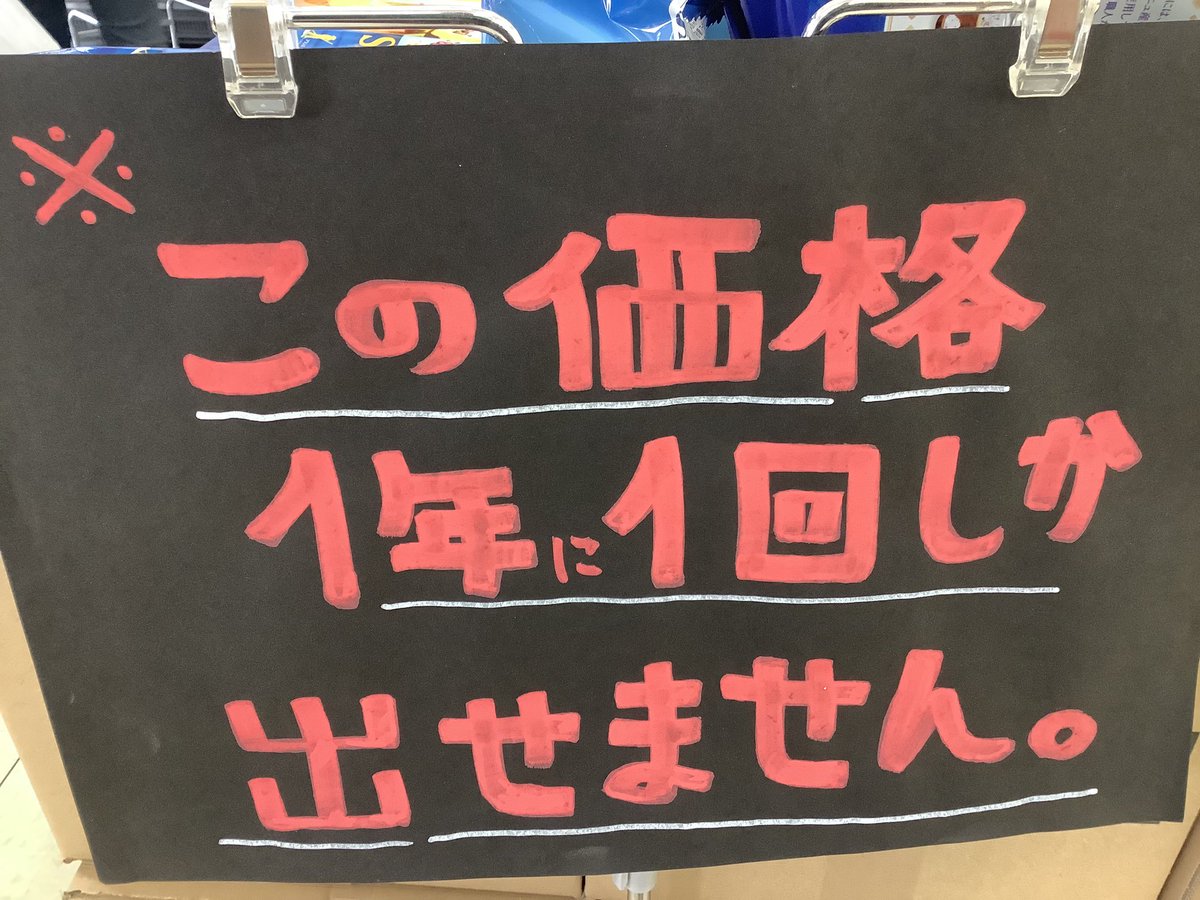 ※
この価格
1年に1回しか
出せません。